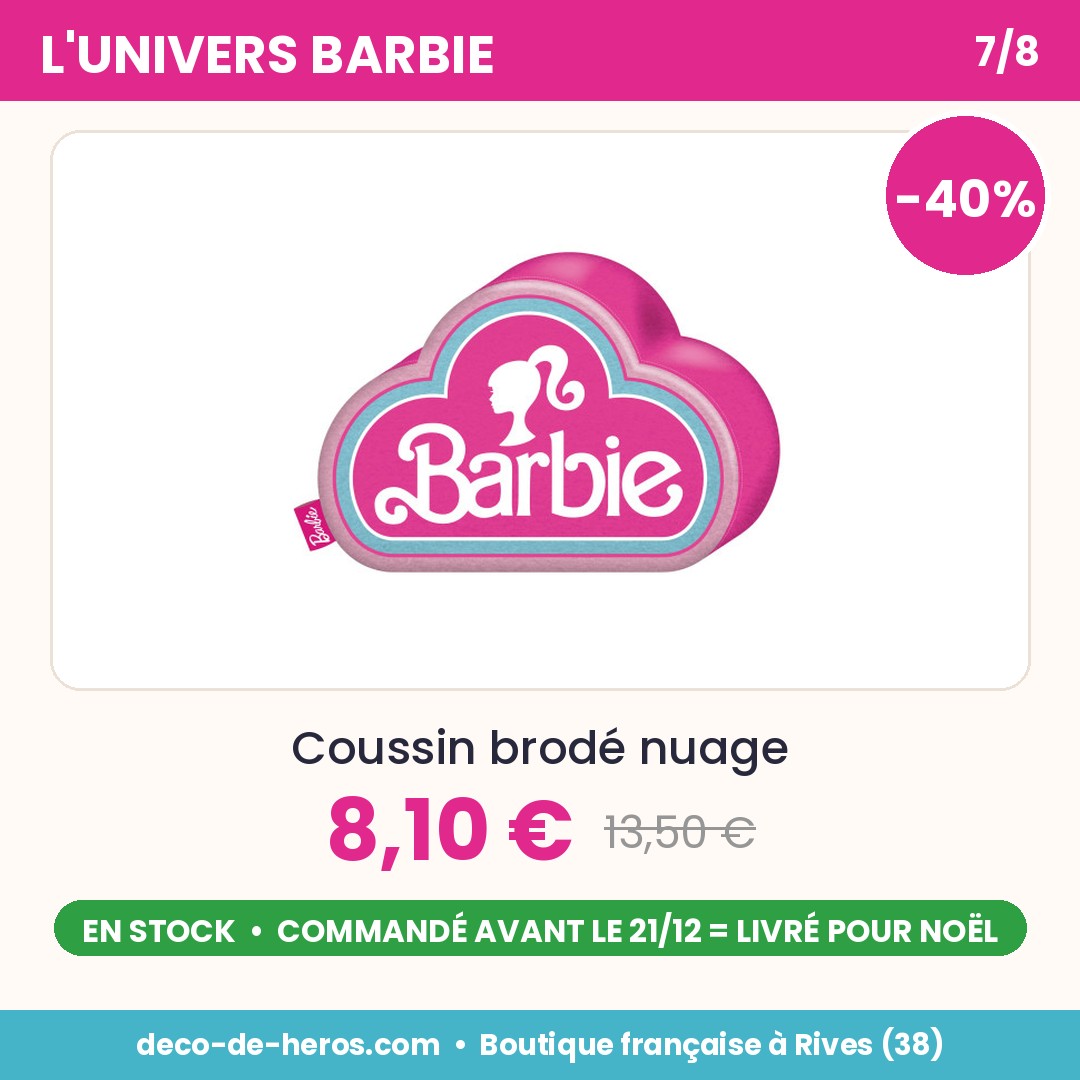 L'UNIVERS BARBIE
7/8
-40%
Barbie
Barbie
Coussin brodé nuage
8,10 € 13,50 €
EN STOCK • COMMANDÉ AVANT LE 21/12 = LIVRÉ POUR NOËL
deco-de-heros.com • Boutique française à Rives (38)